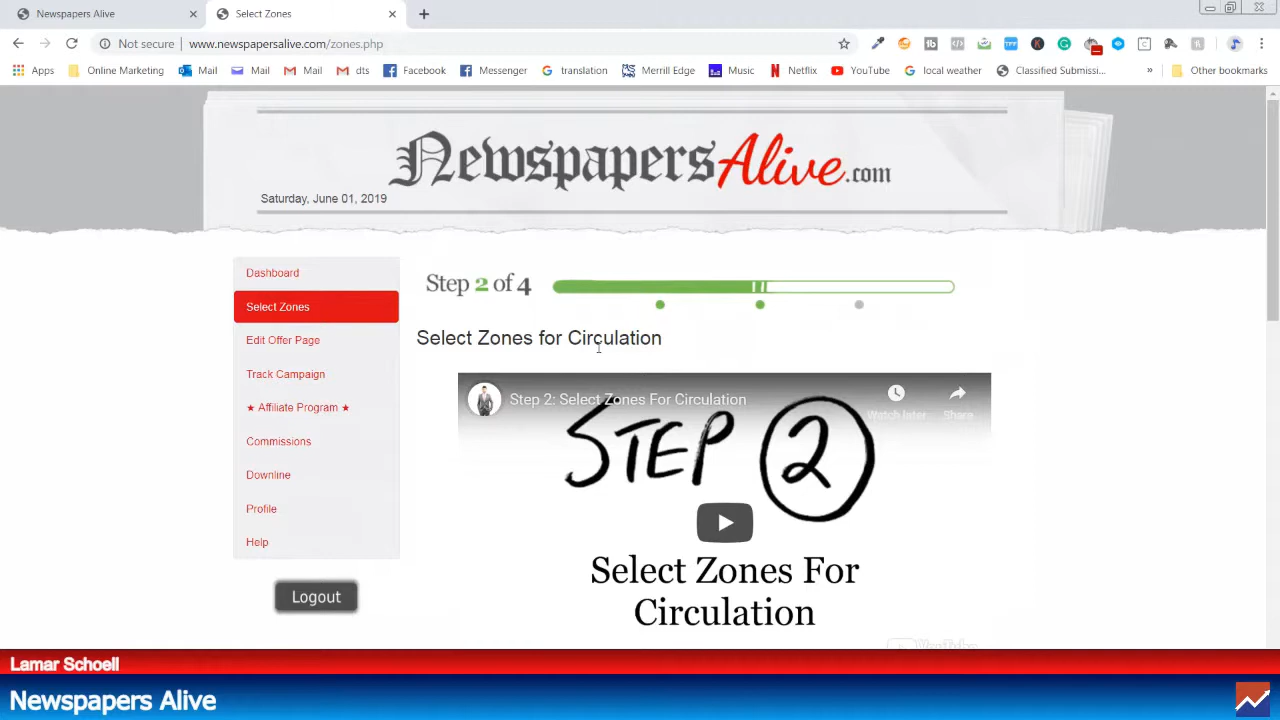 Newspapers Alive
Select Zones
Not secure | www.newspapersalive.com/zones.php
Apps Online Marketing Mail Mail Mail dts Facebook Messenger translation Merrill Edge Music Netflix YouTube local weather Classified Submissi... » Other bookmarks
NewspapersAlive.com
Saturday, June 01, 2019
Dashboard
Select Zones
Edit Offer Page
Track Campaign
★ Affiliate Program ★
Commissions
Downline
Profile
Help
Logout
Step 2 of 4
Select Zones for Circulation
Step 2: Select Zones For Circulation
Watch later
Share
STEP 2
Select Zones For
Circulation
YouTube
Lamar Schoell
Newspapers Alive